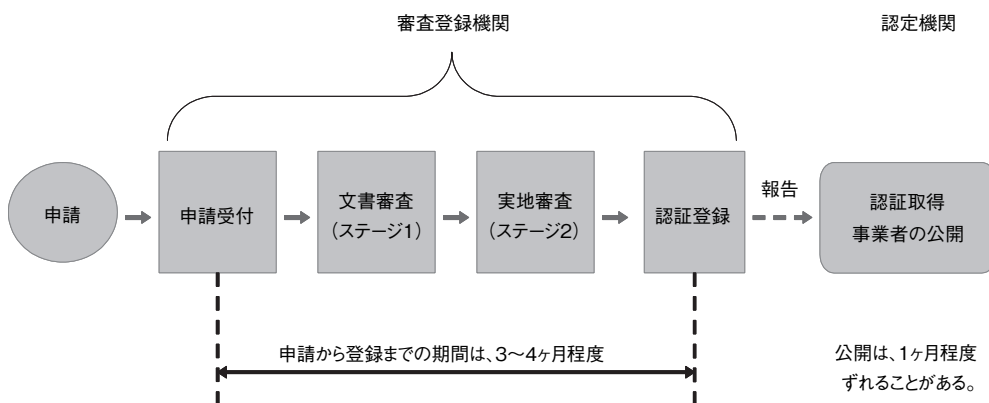 審査登録機関
認定機関
申請
申請受付
文書審査
（ステージ1）
実地審査
（ステージ2）
認証登録
報告
認証取得
事業者の公開
申請から登録までの期間は、3〜4ヶ月程度
公開は、1ヶ月程度
ずれることがある。